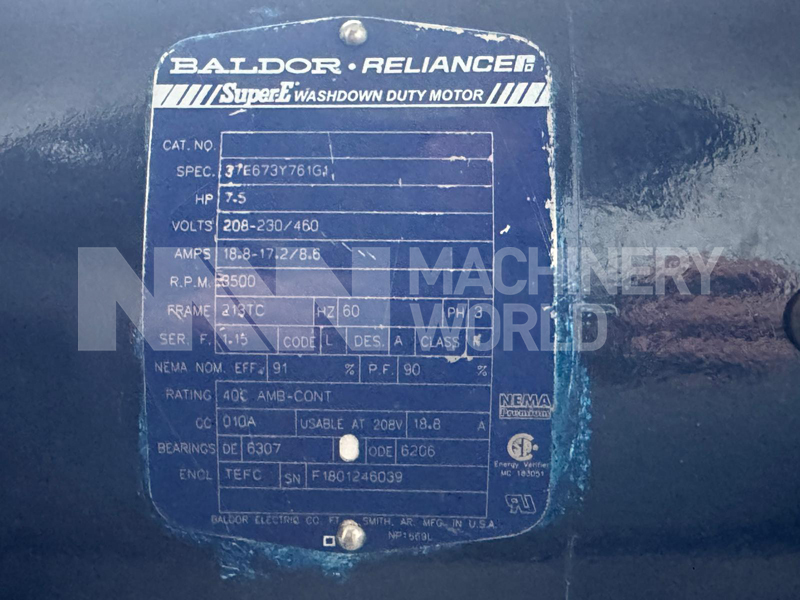 BALDOR • RELIANCE
Super-E WASHDOWN DUTY MOTOR
CAT. NO.
SPEC. 37E673Y761G1
HP 7.5
VOLTS 208-230/460
AMPS 18.8-17.2/8.6
R.P.M. 3500
FRAME 213TC HZ 60 PH 3
SER. F. 1.15 CODE L DES. A CLASS
NEMA NOM. EFF. 91 % P.F. 90 %
RATING 40C AMB-CONT
CC 010A USABLE AT 208V 18.8 A
BEARINGS DE 6307 ODE 6206
ENCL TEFC SN F1801246039
NEMA
Premium
Energy Verified
MC 183051
BALDOR ELECTRIC CO. FT. SMITH, AR. MFG. IN U.S.A.
MACHINERY
WORLD